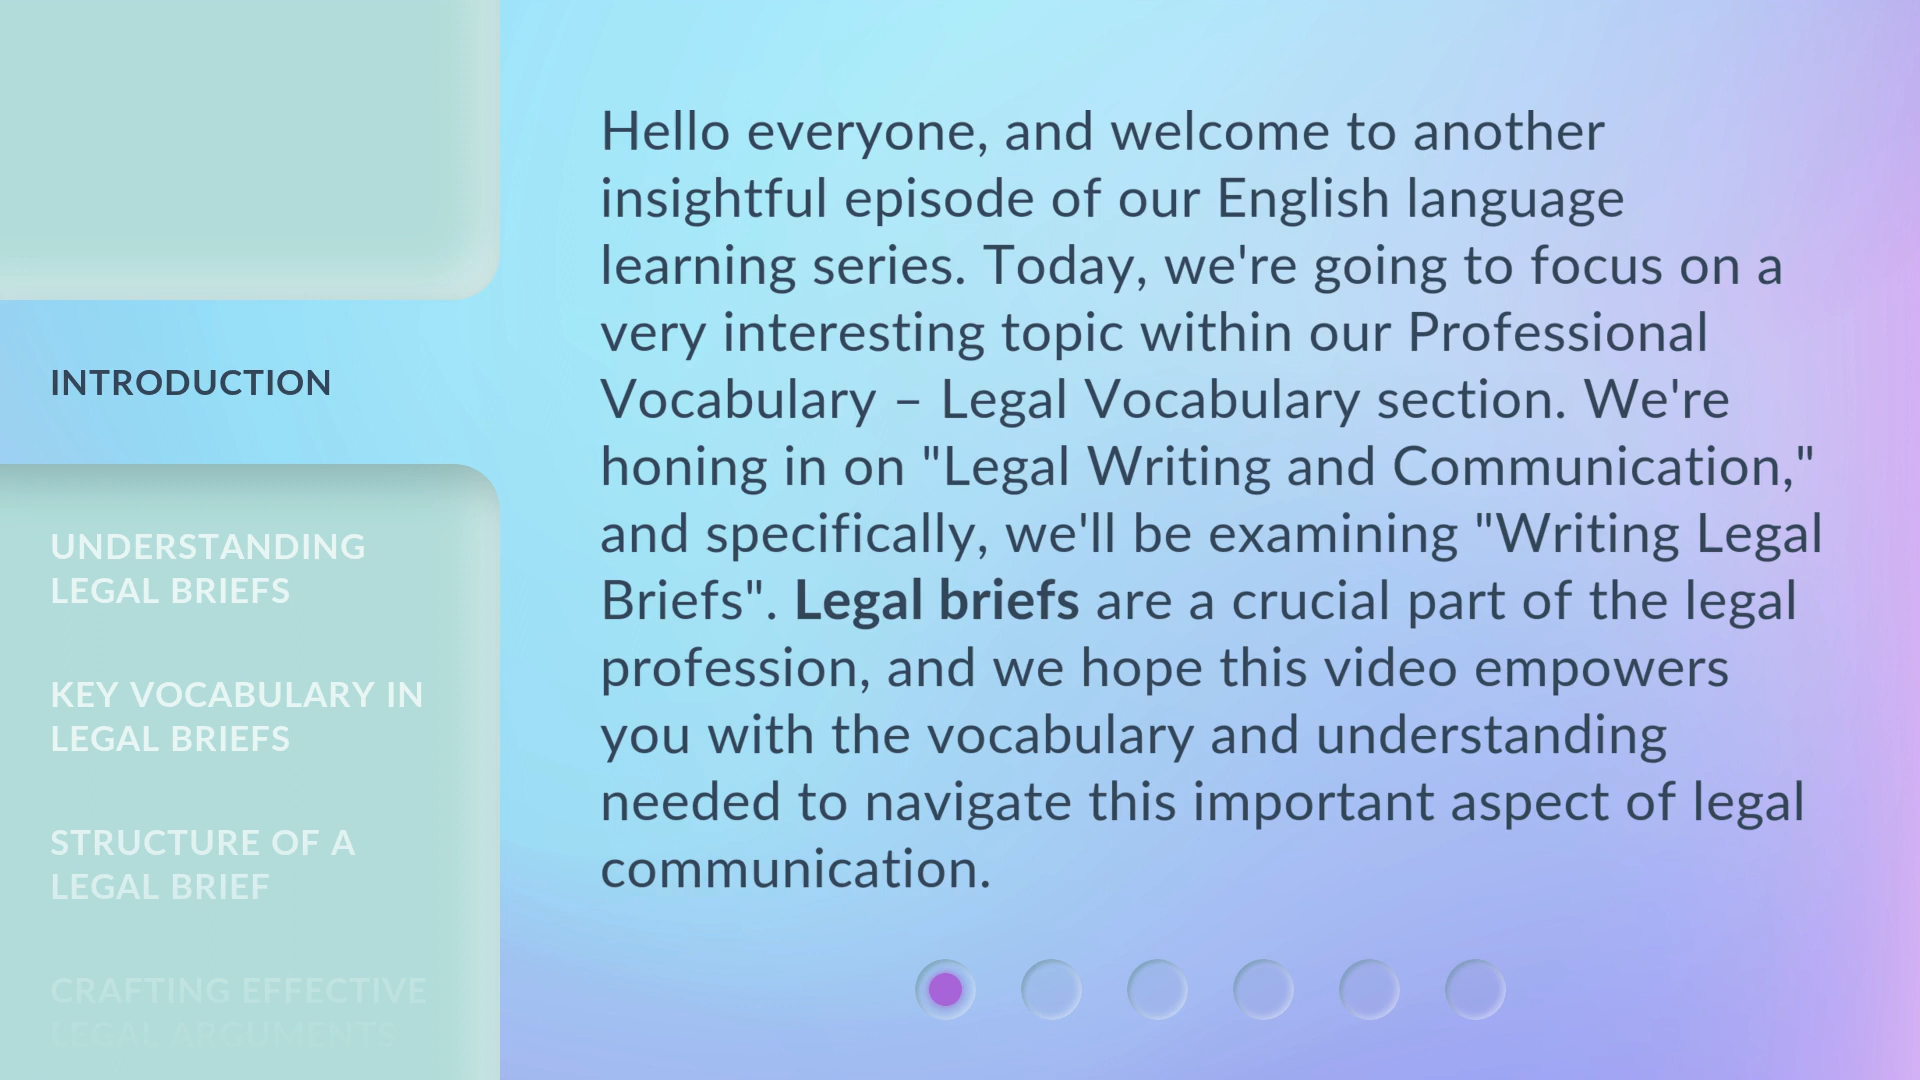 INTRODUCTION
UNDERSTANDING
LEGAL BRIEFS
KEY VOCABULARY IN
LEGAL BRIEFS
STRUCTURE OF A
LEGAL BRIEF
CRAFTING EFFECTIVE
LEGAL ARGUMENTS
Hello everyone, and welcome to another
insightful episode of our English language
learning series. Today, we're going to focus on a
very interesting topic within our Professional
Vocabulary – Legal Vocabulary section. We're
honing in on "Legal Writing and Communication,"
and specifically, we'll be examining "Writing Legal
Briefs". Legal briefs are a crucial part of the legal
profession, and we hope this video empowers
you with the vocabulary and understanding
needed to navigate this important aspect of legal
communication.